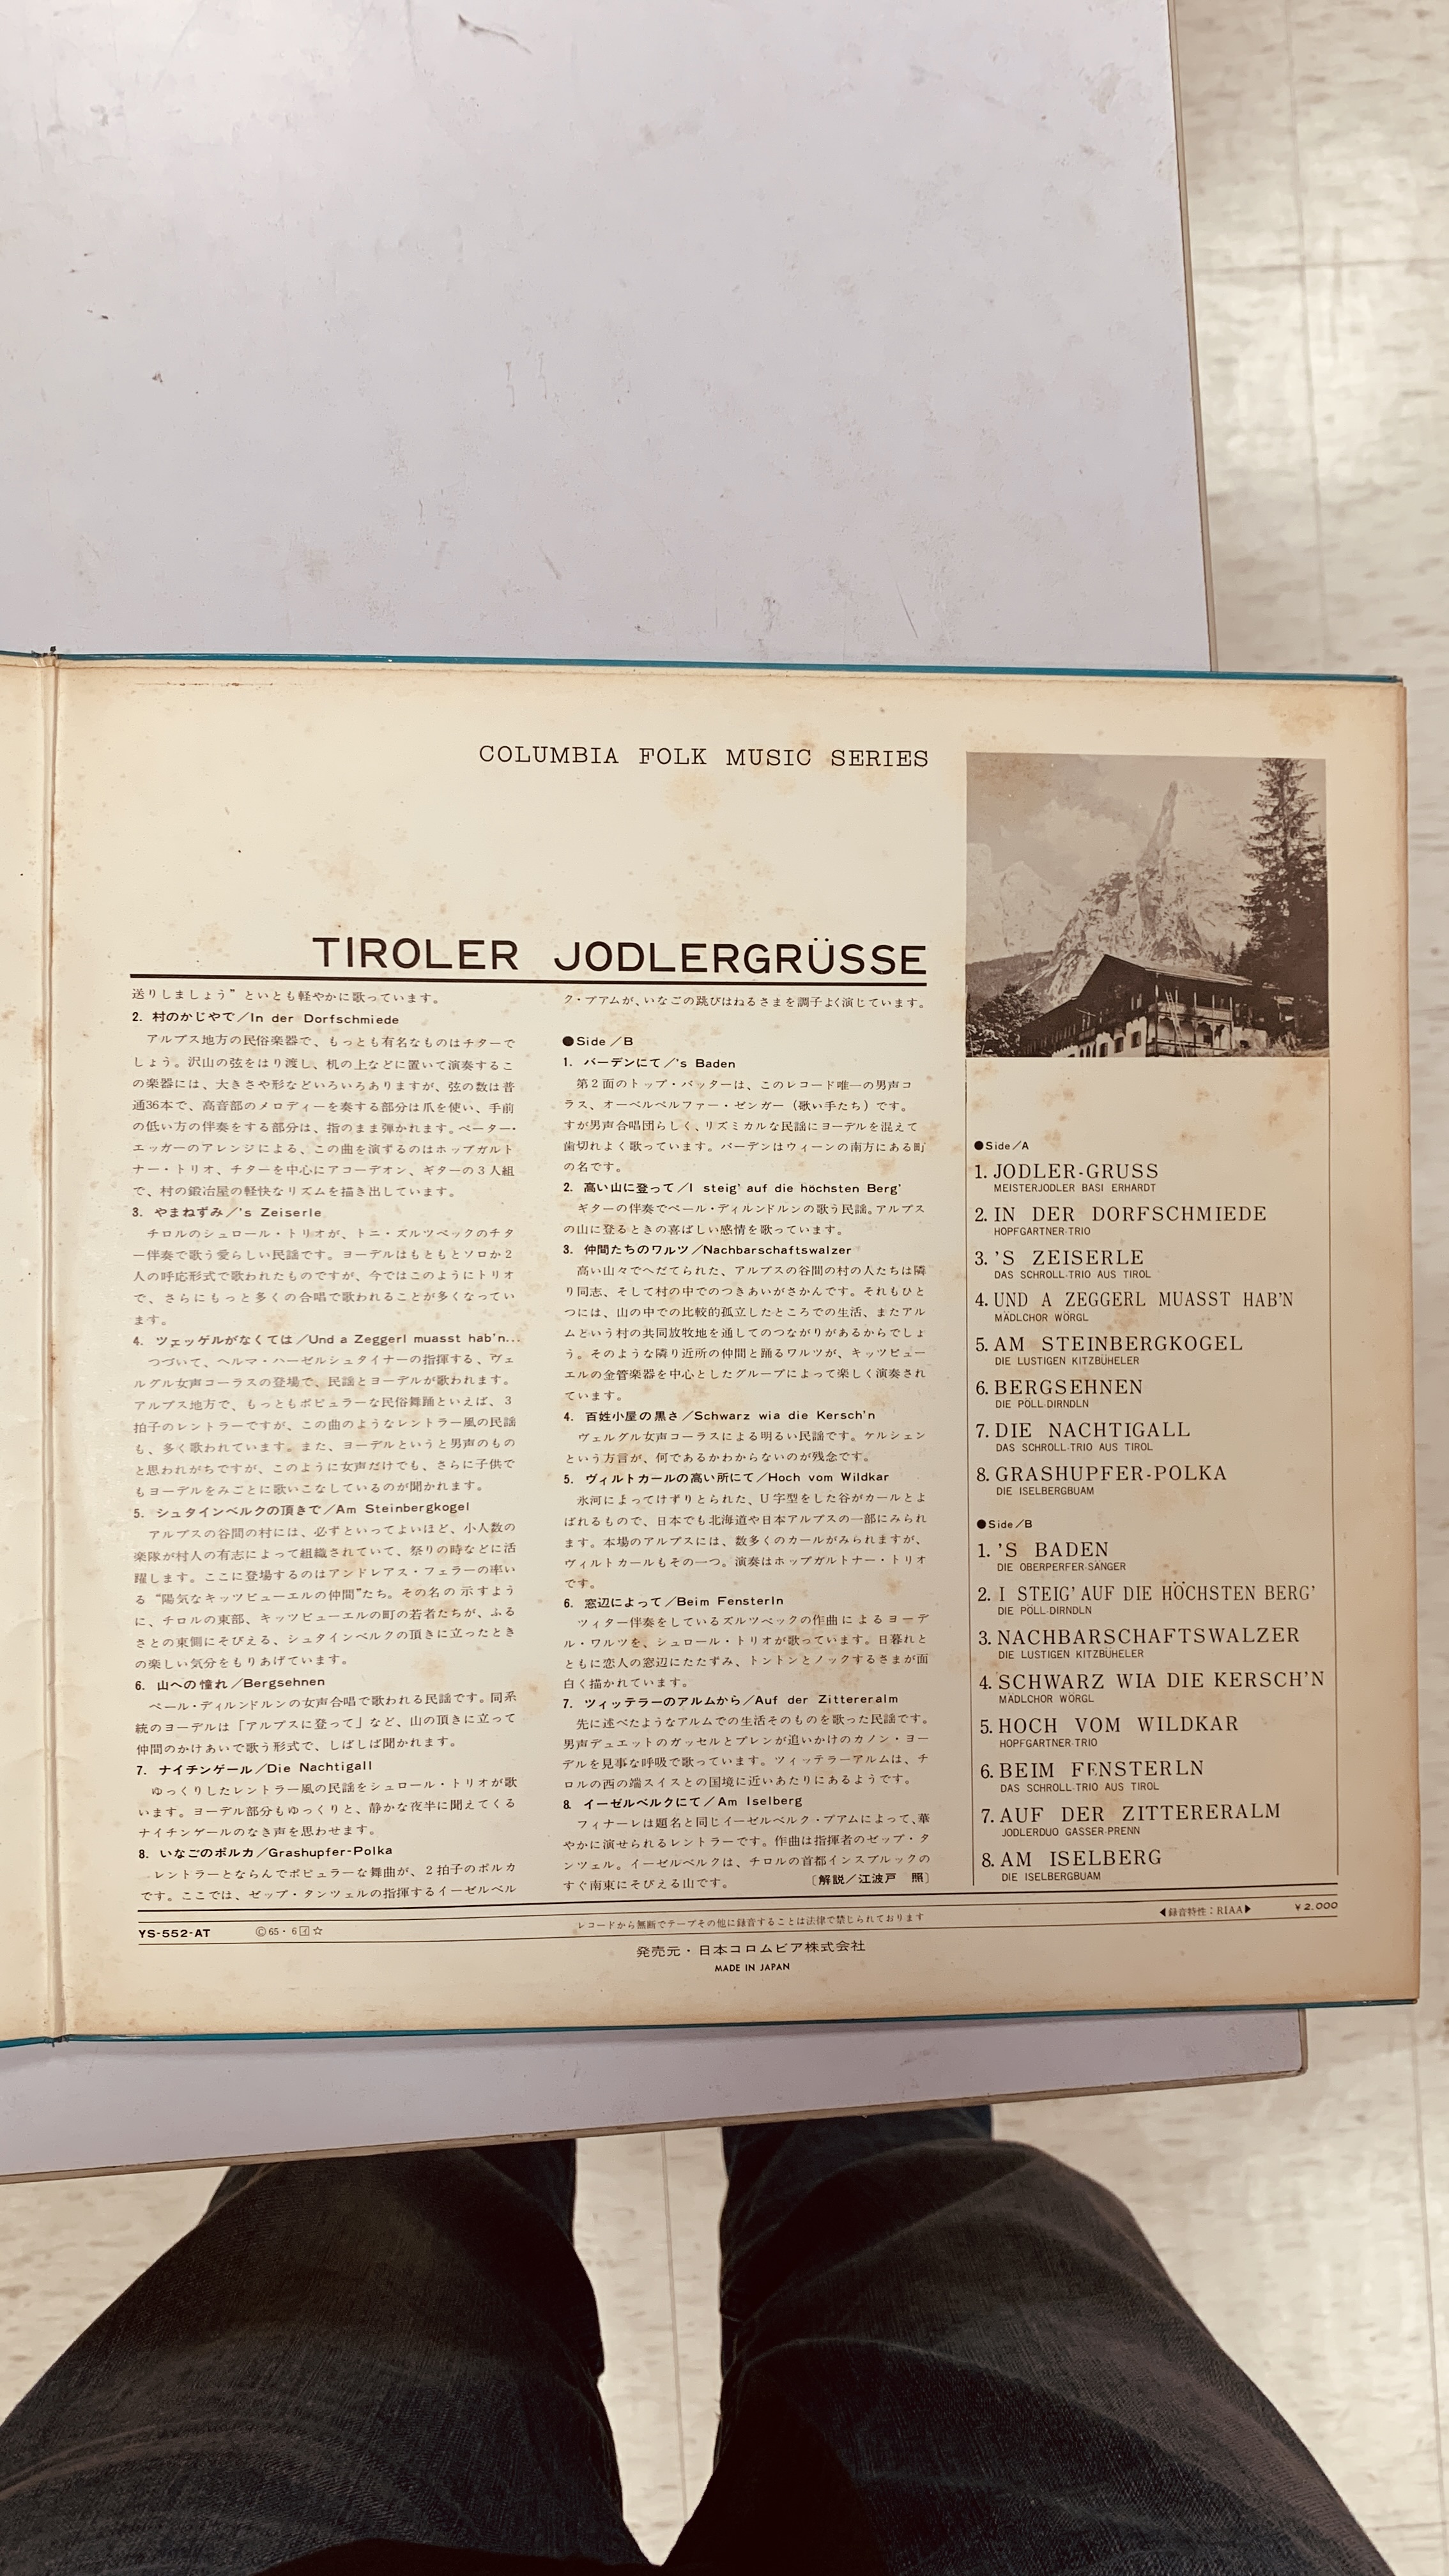 COLUMBIA FOLK MUSIC SERIES
TIROLER JODLERGRÜSSE
送りしましょう”といとも軽やかに歌っています。
2. 村のかじやで／In der Dorfschmiede
アルプス地方の民俗楽器で、もっとも有名なものはチターで
しょう。沢山の弦をはり渡し、机の上などに置いて演奏するこ
の楽器には、大きさや形などいろいろありますが、弦の数は普
通36本で、高音部のメロディーを奏する部分は爪を使い、手前
の低い方の伴奏をする部分は、指のまま弾かれます。ペーター・
エッガーのアレンジによる、この曲を演ずるのはホップガルト
ナー・トリオ、チターを中心にアコーデオン、ギターの3人組
で、村の鍛冶屋の軽快なリズムを描き出しています。
3. やまねずみ／'s Zeiserle
チロルのシュロール・トリオが、トニ・ズルツベックのチタ
ー伴奏で歌う愛らしい民謡です。ヨーデルはもともとソロか2
人の呼応形式で歌われたものですが、今ではこのようにトリオ
で、さらにもっと多くの合唱で歌われることが多くなってい
ます。
4. ツェッゲルがなくては／Und a Zeggerl muasst hab'n...
つづいて、ヘルマ・ハーゼルシュタイナーの指揮する、ヴェ
ルグル女声コーラスの登場で、民謡とヨーデルが歌われます。
アルプス地方で、もっともポピュラーな民俗舞踊といえば、3
拍子のレントラーですが、この曲のようなレントラー風の民謡
も、多く歌われています。また、ヨーデルというと男声のもの
と思われがちですが、このように女声だけでも、さらに子供で
もヨーデルをみごとに歌いこなしているのが聞かれます。
5. シュタインベルクの頂きで／Am Steinbergkogel
アルプスの谷間の村には、必ずといってよいほど、小人数の
楽隊が村人の有志によって組織されていて、祭りの時などに活
躍します。ここに登場するのはアンドレアス・フェラーの率い
る“陽気なキッツビューエルの仲間”たち。その名の示すよう
に、チロルの東部、キッツビューエルの町の若者たちが、ふる
さとの東側にそびえる、シュタインベルクの頂きに立ったとき
の楽しい気分をもりあげています。
6. 山への憧れ／Bergsehnen
ペール・ディルンドルンの女声合唱で歌われる民謡です。同系
統のヨーデルは「アルプスに登って」など、山の頂きに立って
仲間のかけあいで歌う形式で、しばしば聞かれます。
7. ナイチンゲール／Die Nachtigall
ゆっくりしたレントラー風の民謡をシュロール・トリオが歌
います。ヨーデル部分もゆっくりと、静かな夜半に聞えてくる
ナイチンゲールのなき声を思わせます。
8. いなごのポルカ／Grashupfer-Polka
レントラーとならんでポピュラーな舞曲が、2拍子のポルカ
です。ここでは、ゼップ・タンツェルの指揮するイーゼルベル
ク・ブアムが、いなごの跳びはねるさまを調子よく演じています。
●Side／B
1. バーデンにて／'s Baden
第2面のトップ・バッターは、このレコード唯一の男声コ
ラス、オーベルペルファー・ゼンガー（歌い手たち）です。
すが男声合唱団らしく、リズミカルな民謡にヨーデルを混えて
歯切れよく歌っています。バーデンはウィーンの南方にある町
の名です。
2. 高い山に登って／I steig' auf die höchsten Berg'
ギターの伴奏でペール・ディルンドルンの歌う民謡。アルプス
の山に登るときの喜ばしい感情を歌っています。
3. 仲間たちのワルツ／Nachbarschaftswalzer
高い山々でへだてられた、アルプスの谷間の村の人たちは隣
り同志、そして村の中でのつきあいがさかんです。それもひと
つには、山の中での比較的孤立したところでの生活、またアル
ムという村の共同放牧地を通してのつながりがあるからでしょ
う。そのような隣り近所の仲間と踊るワルツが、キッツビュー
エルの金管楽器を中心としたグループによって楽しく演奏され
ています。
4. 百姓小屋の黒さ／Schwarz wia die Kersch'n
ヴェルグル女声コーラスによる明るい民謡です。ケルシェン
という方言が、何であるかわからないのが残念です。
5. ヴィルトカールの高い所にて／Hoch vom Wildkar
氷河によってけずりとられた、U字型をした谷がカールとよ
ばれるもので、日本でも北海道や日本アルプスの一部にみられ
ます。本場のアルプスには、数多くのカールがみられますが、
ヴィルトカールもその一つ。演奏はホップガルトナー・トリオ
です。
6. 窓辺によって／Beim Fensterln
ツィター伴奏をしているズルツベックの作曲によるヨーデ
ル・ワルツを、シュロール・トリオが歌っています。日暮れと
ともに恋人の窓辺にたたずみ、トントンとノックするさまが面
白く描かれています。
7. ツィッテラーのアルムから／Auf der Zittereralm
先に述べたようなアルムでの生活そのものを歌った民謡です。
男声デュエットのガッセルとプレンが追いかけのカノン・ヨー
デルを見事な呼吸で歌っています。ツィッテラーアルムは、チ
ロルの西の端スイスとの国境に近いあたりにあるようです。
8. イーゼルベルクにて／Am Iselberg
フィナーレは題名と同じイーゼルベルク・ブアムによって、華
やかに演せられるレントラーです。作曲は指揮者のゼップ・タ
ンツェル。イーゼルベルクは、チロルの首都インスブルックの
すぐ南東にそびえる山です。　〔解説／江波戸　照〕
●Side／A
1. JODLER-GRUSS
MEISTERJODLER BASI ERHARDT
2. IN DER DORFSCHMIEDE
HOPFGARTNER-TRIO
3. 'S ZEISERLE
DAS SCHROLL-TRIO AUS TIROL
4. UND A ZEGGERL MUASST HAB'N
MÄDLCHOR WÖRGL
5. AM STEINBERGKOGEL
DIE LUSTIGEN KITZBÜHELER
6. BERGSEHNEN
DIE PÖLL-DIRNDLN
7. DIE NACHTIGALL
DAS SCHROLL-TRIO AUS TIROL
8. GRASHUPFER-POLKA
DIE ISELBERGBUAM
●Side／B
1. 'S BADEN
DIE OBERPERFER-SÄNGER
2. I STEIG' AUF DIE HÖCHSTEN BERG'
DIE PÖLL-DIRNDLN
3. NACHBARSCHAFTSWALZER
DIE LUSTIGEN KITZBÜHELER
4. SCHWARZ WIA DIE KERSCH'N
MÄDLCHOR WÖRGL
5. HOCH VOM WILDKAR
HOPFGARTNER-TRIO
6. BEIM FENSTERLN
DAS SCHROLL-TRIO AUS TIROL
7. AUF DER ZITTERERALM
JODLERDUO GASSER-PRENN
8. AM ISELBERG
DIE ISELBERGBUAM
YS-552-AT　Ⓒ65・6 イ☆　レコードから無断でテープその他に録音することは法律で禁じられております　◀録音特性：RIAA▶　￥2,000
発売元・日本コロムビア株式会社
MADE IN JAPAN